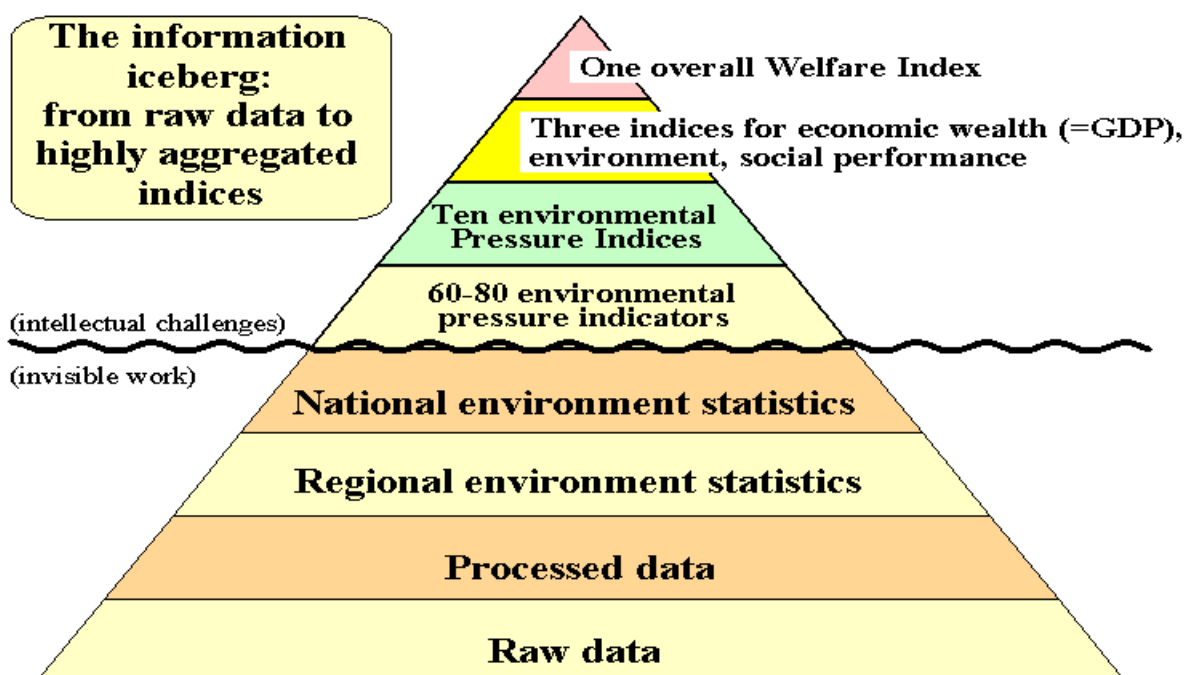 The information
iceberg:
from raw data to
highly aggregated
indices
One overall Welfare Index
Three indices for economic wealth (=GDP),
environment, social performance
Ten environmental
Pressure Indices
60-80 environmental
pressure indicators
(intellectual challenges)
(invisible work)
National environment statistics
Regional environment statistics
Processed data
Raw data